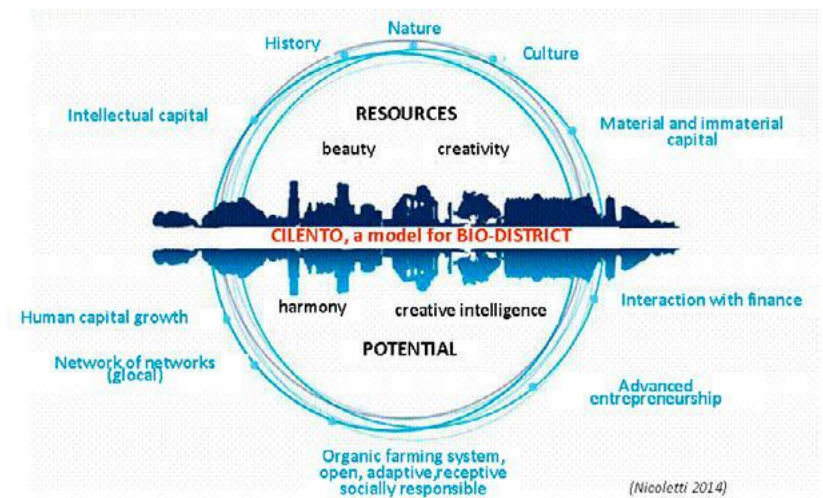 Nature
History
Culture
Intellectual capital
RESOURCES
Material and immaterial
capital
beauty
creativity
CILENTO, a model for BIO-DISTRICT
harmony
creative intelligence
Interaction with finance
Human capital growth
POTENTIAL
Network of networks
(glocal)
Advanced
entrepreneurship
Organic farming system,
open, adaptive,receptive
socially responsible
(Nicoletti 2014)